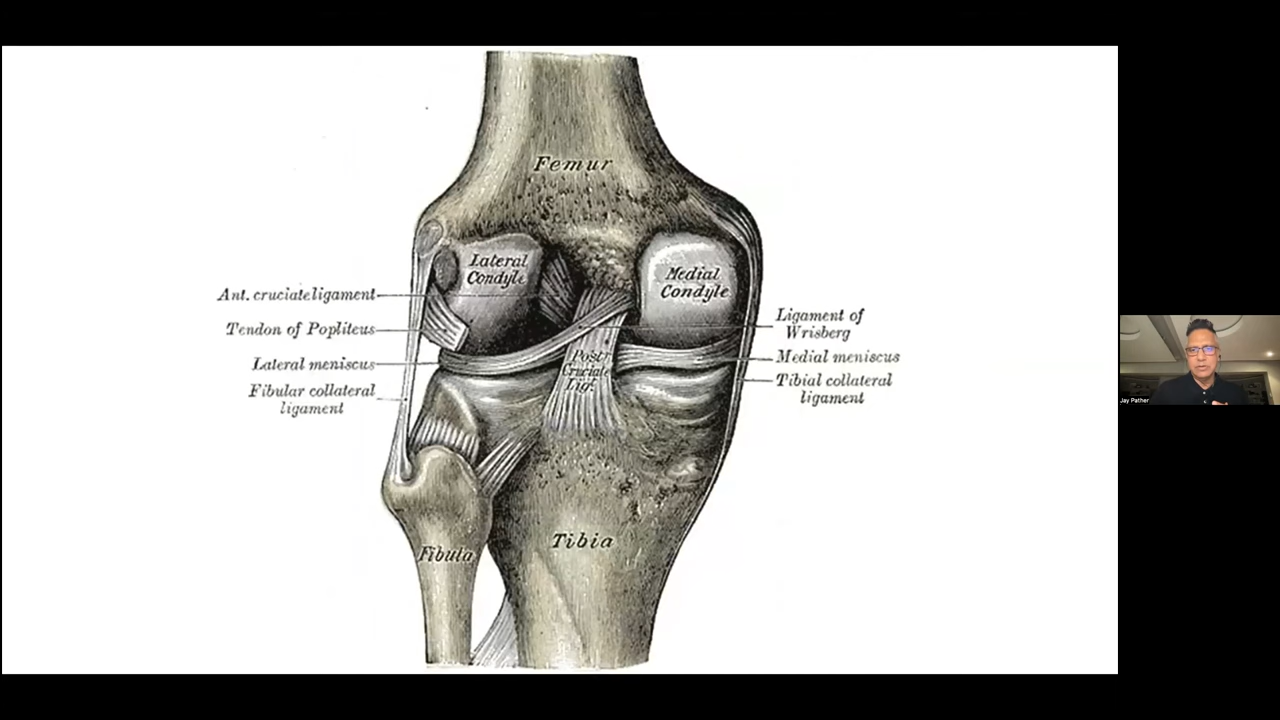 Femur
Lateral
Condyle
Medial
Condyle
Ant. cruciate ligament
Tendon of Popliteus
Lateral meniscus
Fibular collateral
ligament
Ligament of
Wrisberg
Medial meniscus
Tibial collateral
ligament
Postr
Cruciate
Lig.
Fibula
Tibia
Jay Pather